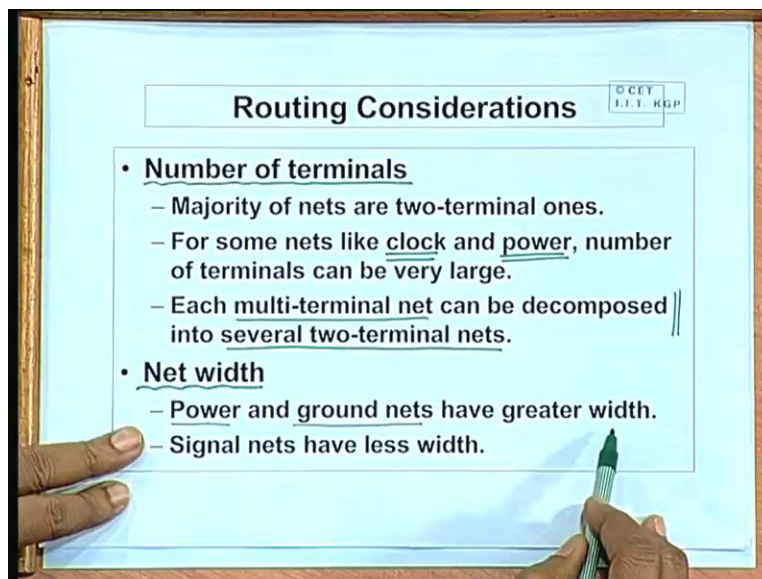 © CET
I.I.T. KGP
Routing Considerations
• Number of terminals
– Majority of nets are two-terminal ones.
– For some nets like clock and power, number
of terminals can be very large.
– Each multi-terminal net can be decomposed
into several two-terminal nets.
• Net width
– Power and ground nets have greater width.
– Signal nets have less width.